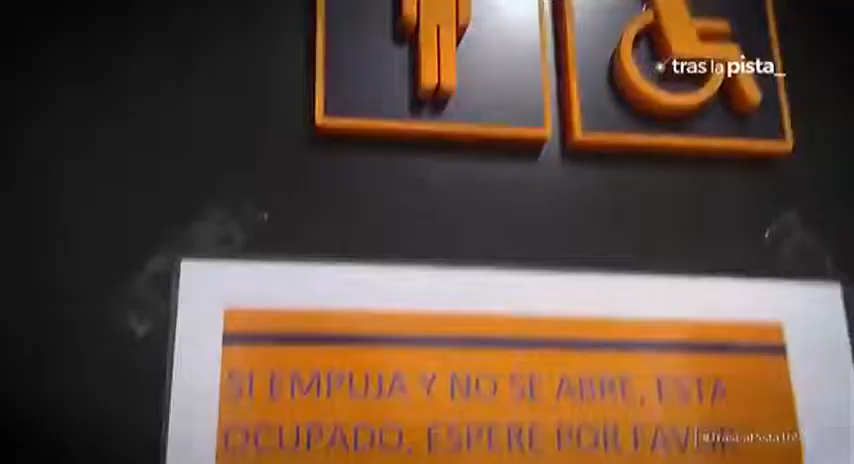 tras la pista_
SI EMPUJA Y NO SE ABRE, ESTA
OCUPADO, ESPERE POR FAVOR